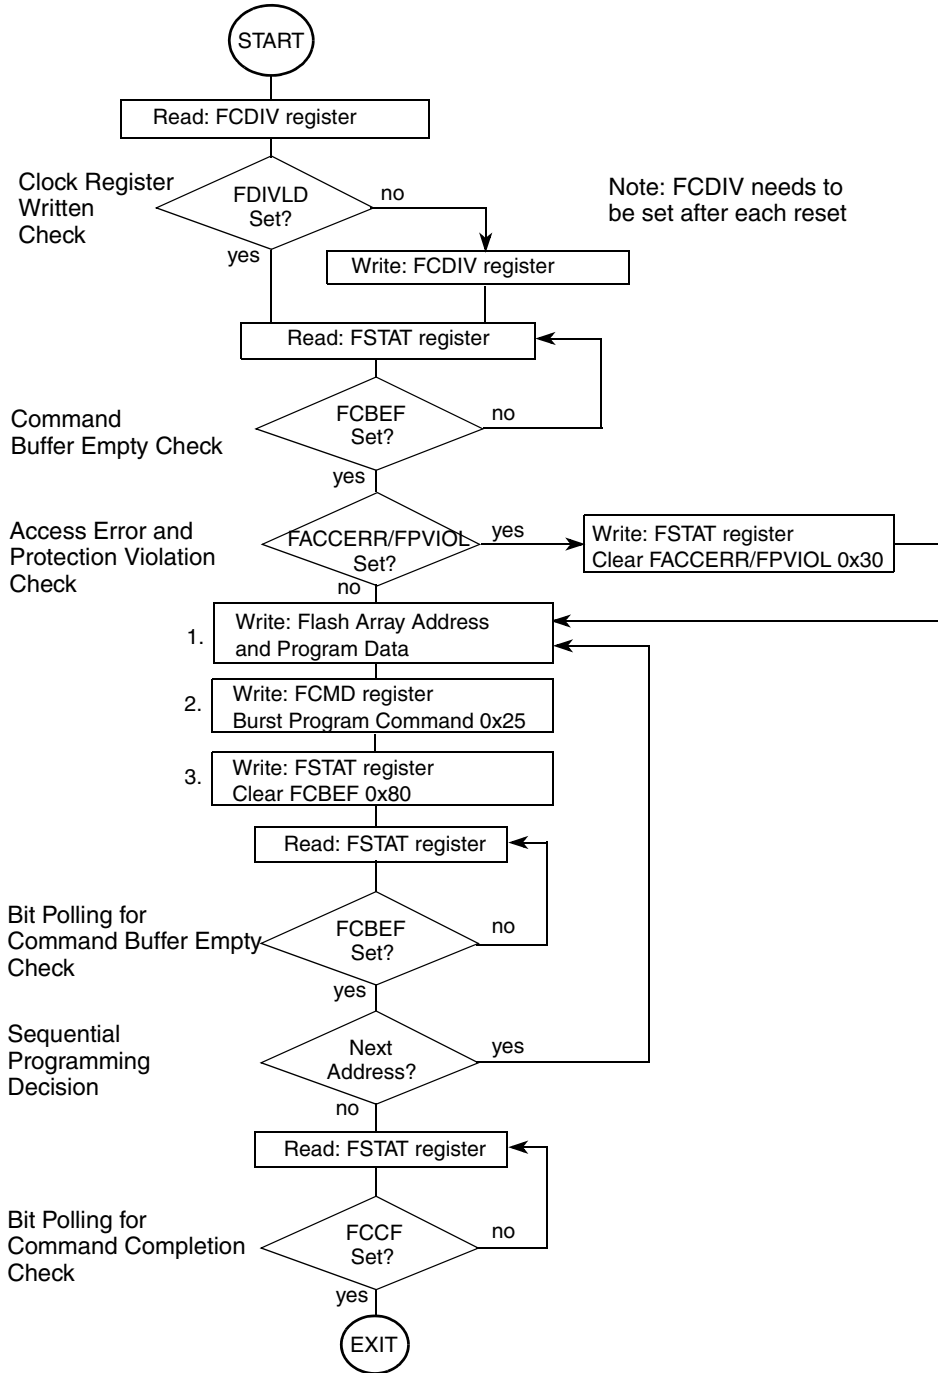 START
Read: FCDIV register
Clock Register
Written
Check
FDIVLD
Set?
no
yes
Note: FCDIV needs to
be set after each reset
Write: FCDIV register
Read: FSTAT register
Command
Buffer Empty Check
FCBEF
Set?
no
yes
Access Error and
Protection Violation
Check
FACCERR/FPVIOL
Set?
yes
no
Write: FSTAT register
Clear FACCERR/FPVIOL 0x30
1.
Write: Flash Array Address
and Program Data
2.
Write: FCMD register
Burst Program Command 0x25
3.
Write: FSTAT register
Clear FCBEF 0x80
Read: FSTAT register
Bit Polling for
Command Buffer Empty
Check
FCBEF
Set?
no
yes
Sequential
Programming
Decision
Next
Address?
yes
no
Read: FSTAT register
Bit Polling for
Command Completion
Check
FCCF
Set?
no
yes
EXIT